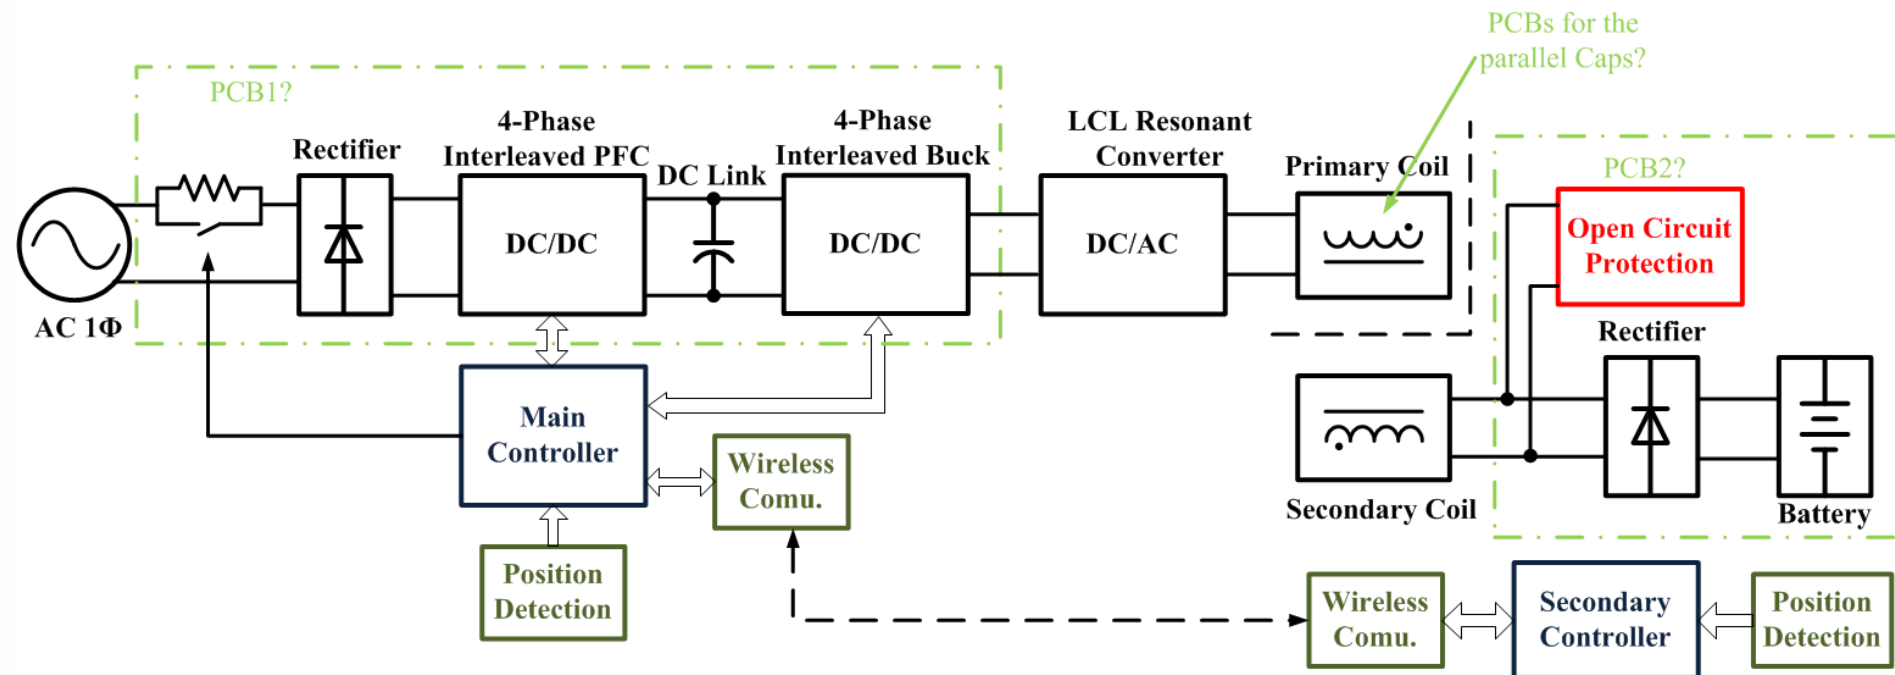 PCBs for the
parallel Caps?
PCB1?
4-Phase
Interleaved PFC
4-Phase
Interleaved Buck
LCL Resonant
Converter
Rectifier
DC Link
Primary Coil
PCB2?
DC/DC
DC/DC
DC/AC
Open Circuit
Protection
AC 1Φ
Rectifier
Main
Controller
Wireless
Comu.
Secondary Coil
Battery
Position
Detection
Wireless
Comu.
Secondary
Controller
Position
Detection